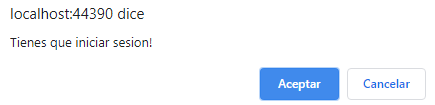 localhost:44390 dice
Tienes que iniciar sesion!
Aceptar
Cancelar